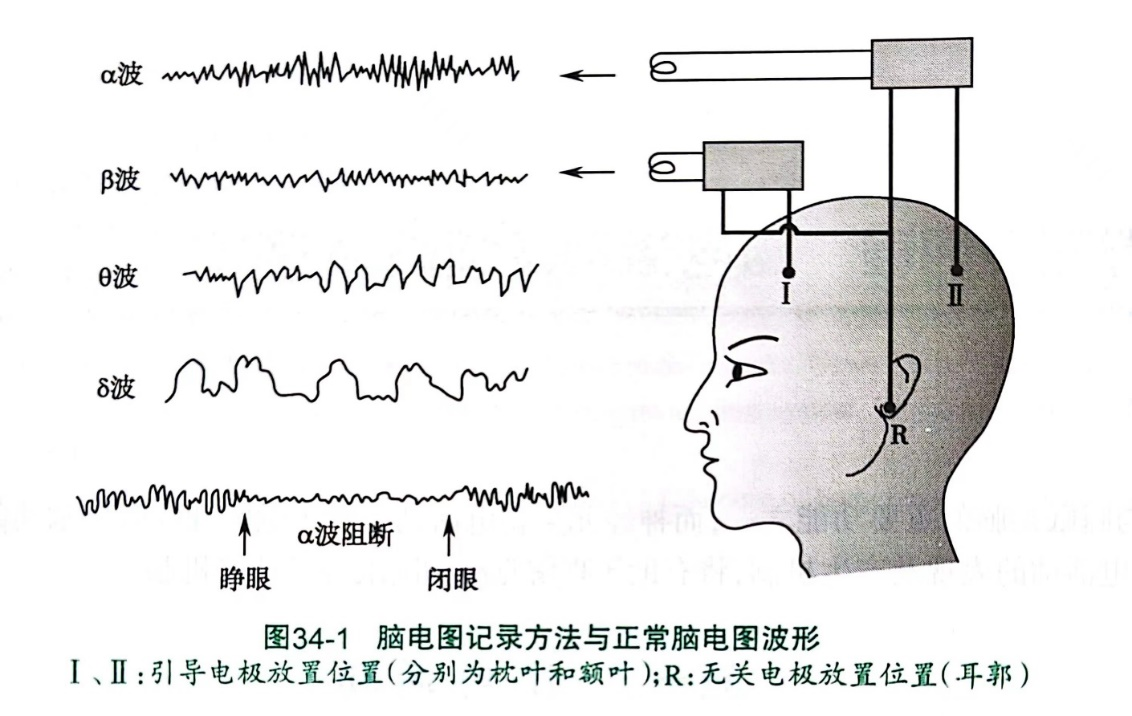 α波
β波
θ波
δ波
α波阻断
睁眼
闭眼
I
II
R
图34-1 脑电图记录方法与正常脑电图波形
I、II:引导电极放置位置(分别为枕叶和额叶);R:无关电极放置位置(耳郭)